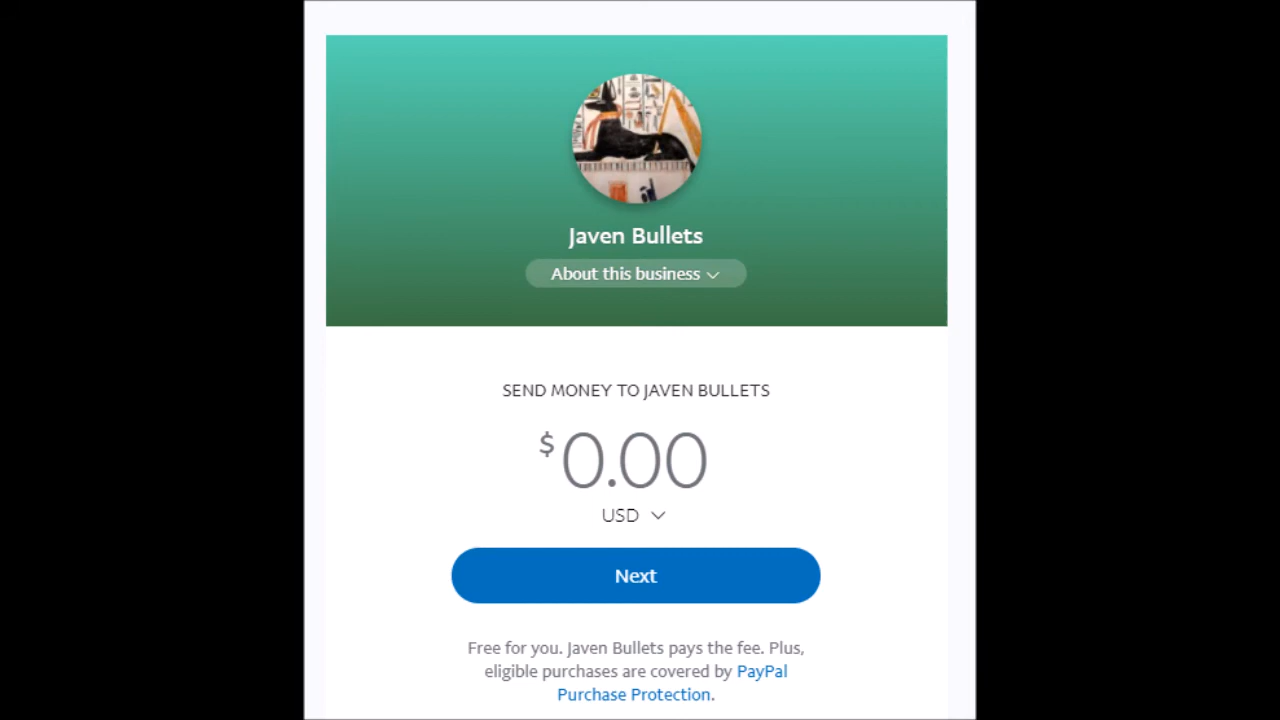 Javen Bullets
About this business
SEND MONEY TO JAVEN BULLETS
$0.00
USD
Next
Free for you. Javen Bullets pays the fee. Plus,
eligible purchases are covered by PayPal
Purchase Protection.